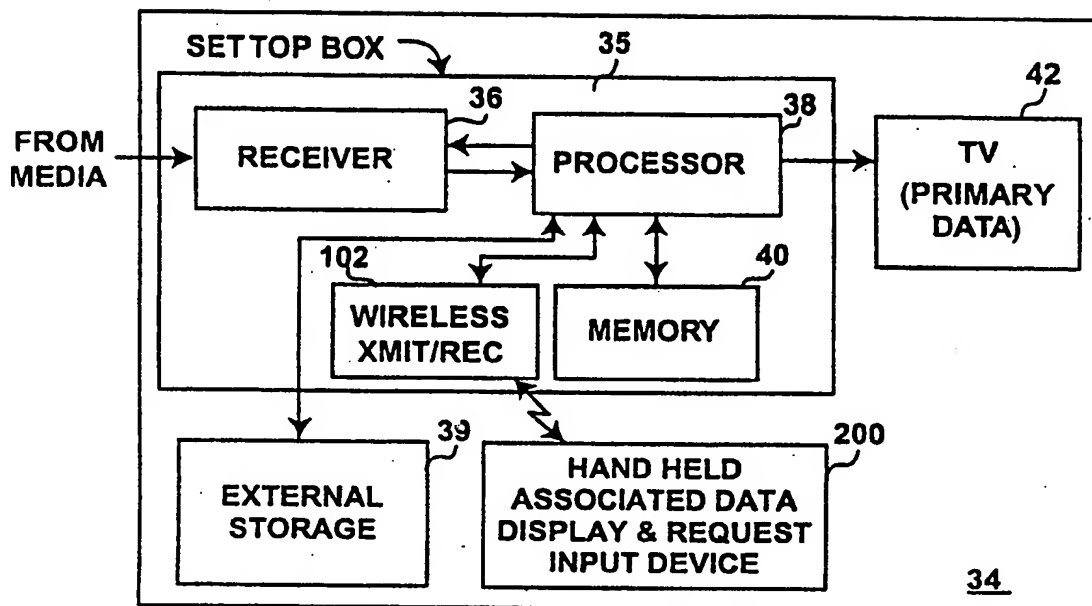 SET TOP BOX
35
36
38
42
FROM
MEDIA
RECEIVER
PROCESSOR
TV
(PRIMARY
DATA)
102
40
WIRELESS
XMIT/REC
MEMORY
39
200
EXTERNAL
STORAGE
HAND HELD
ASSOCIATED DATA
DISPLAY & REQUEST
INPUT DEVICE
34